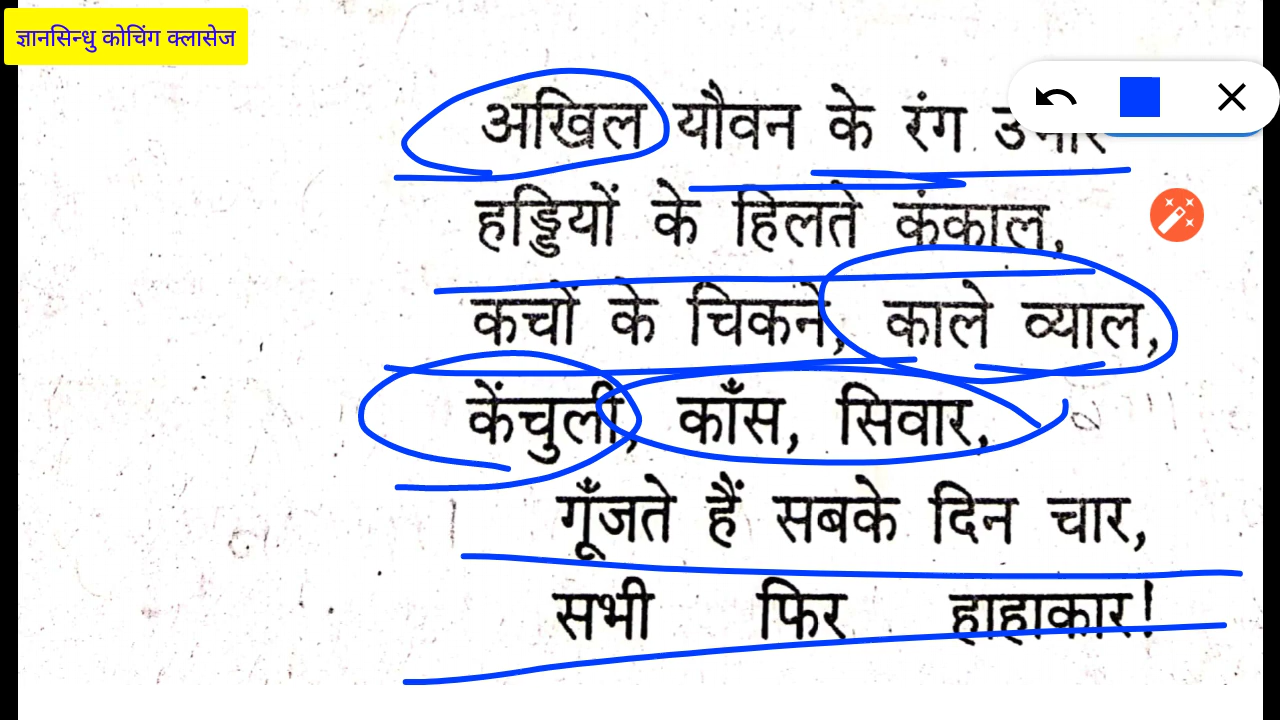 ज्ञानसिन्धु कोचिंग क्लासेज
अखिल यौवन के रंग
हड्डियों के हिलते कंकाल,
कचों के चिकने, काले व्याल,
केंचुली, काँस, सिवार,
गूँजते हैं सबके दिन चार,
सभी फिर हाहाकार!